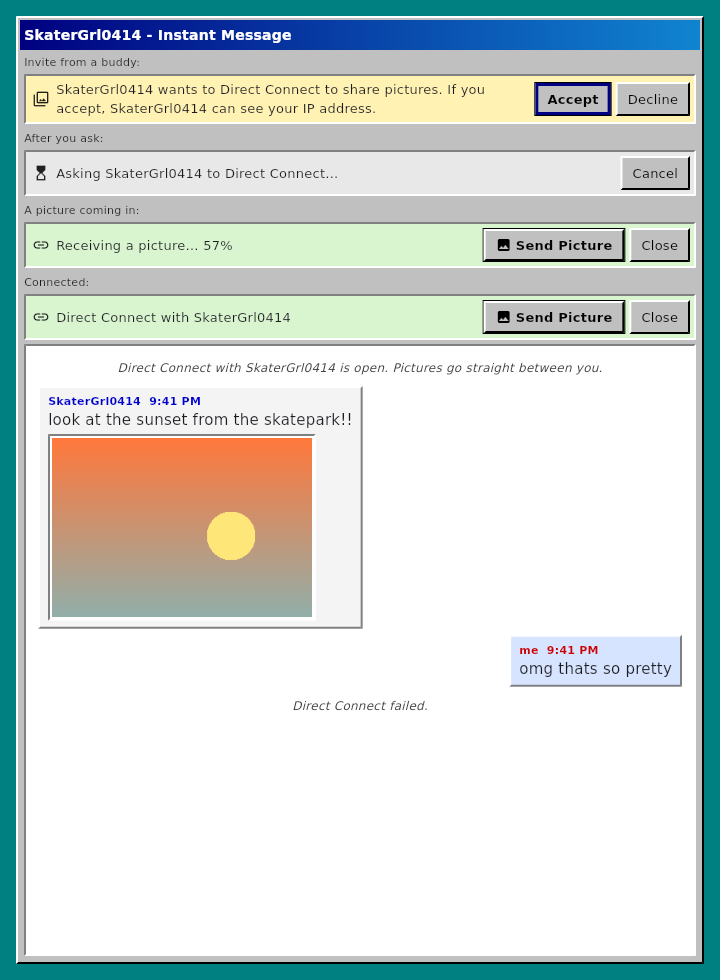 SkaterGrl0414 - Instant Message
Invite from a buddy:
SkaterGrl0414 wants to Direct Connect to share pictures. If you
accept, SkaterGrl0414 can see your IP address.
Accept
Decline
After you ask:
Asking SkaterGrl0414 to Direct Connect...
Cancel
A picture coming in:
Receiving a picture... 57%
Send Picture
Close
Connected:
Direct Connect with SkaterGrl0414
Send Picture
Close
Direct Connect with SkaterGrl0414 is open. Pictures go straight between you.
SkaterGrl0414 9:41 PM
look at the sunset from the skatepark!!
me 9:41 PM
omg thats so pretty
Direct Connect failed.